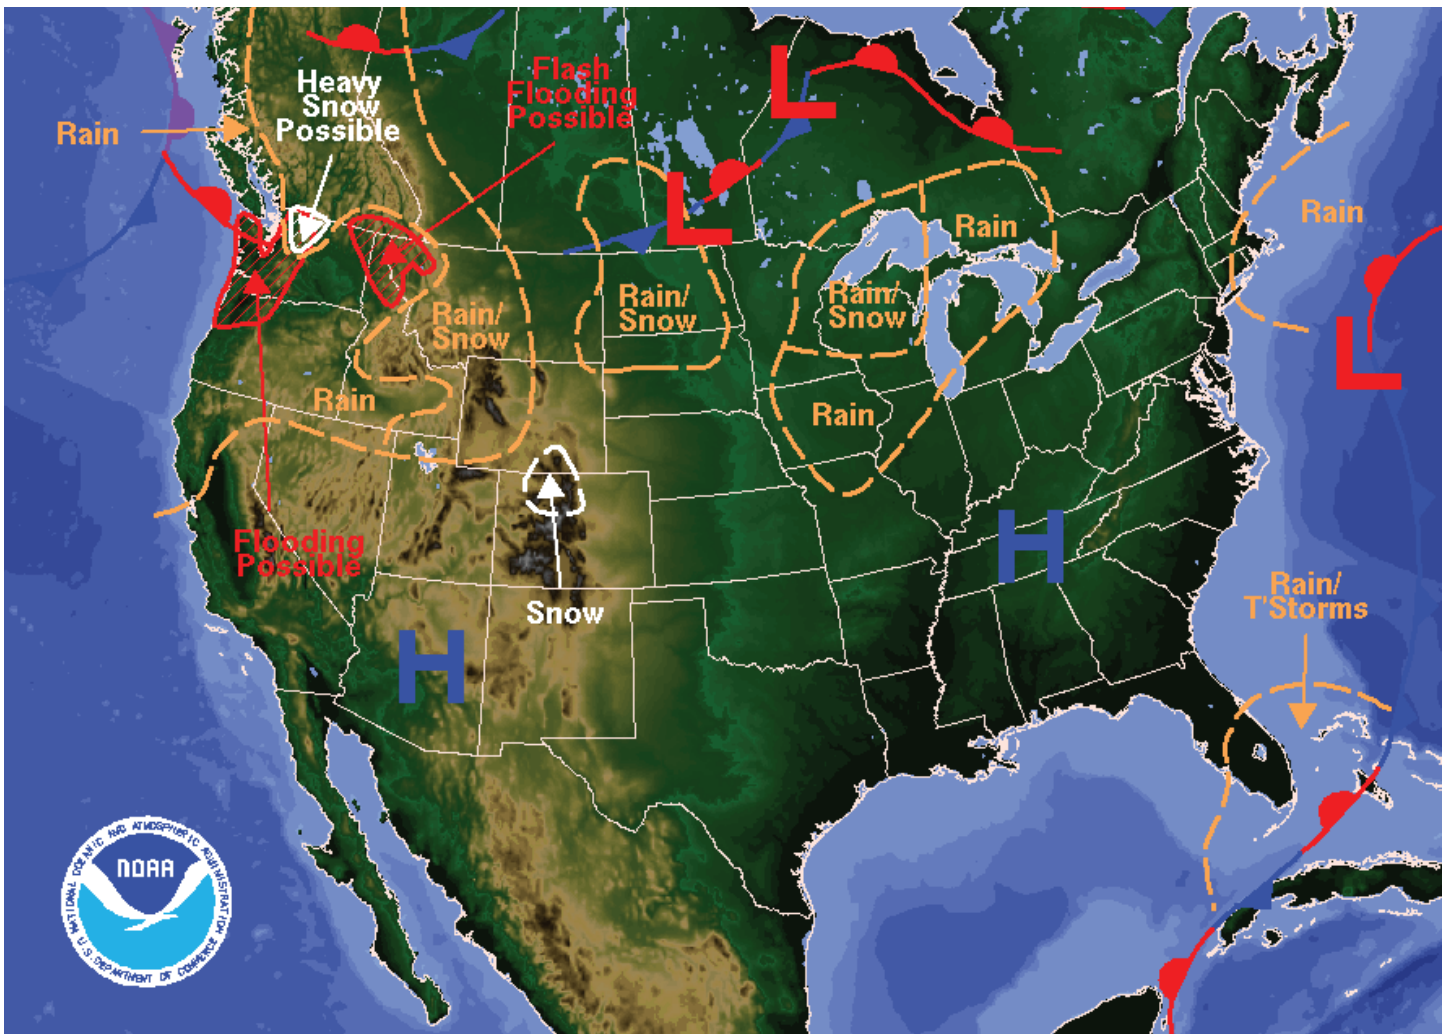 Heavy
Snow
Possible
Flash
Flooding
Possible
L
Rain
L
Rain
Rain
Rain/
Snow
Rain/
Snow
Rain/
Snow
L
Rain
Rain
Flooding
Possible
H
Rain/
T'Storms
Snow
H
NOAA
NATIONAL OCEANIC AND ATMOSPHERIC ADMINISTRATION
U.S. DEPARTMENT OF COMMERCE